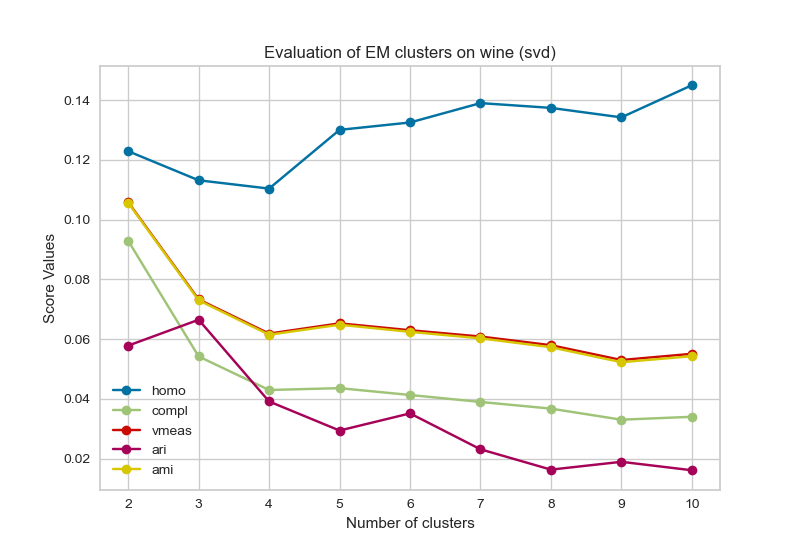 Evaluation of EM clusters on wine (svd)
Score Values
0.14
0.12
0.10
0.08
0.06
0.04
0.02
homo
compl
vmeas
ari
ami
2 3 4 5 6 7 8 9 10
Number of clusters